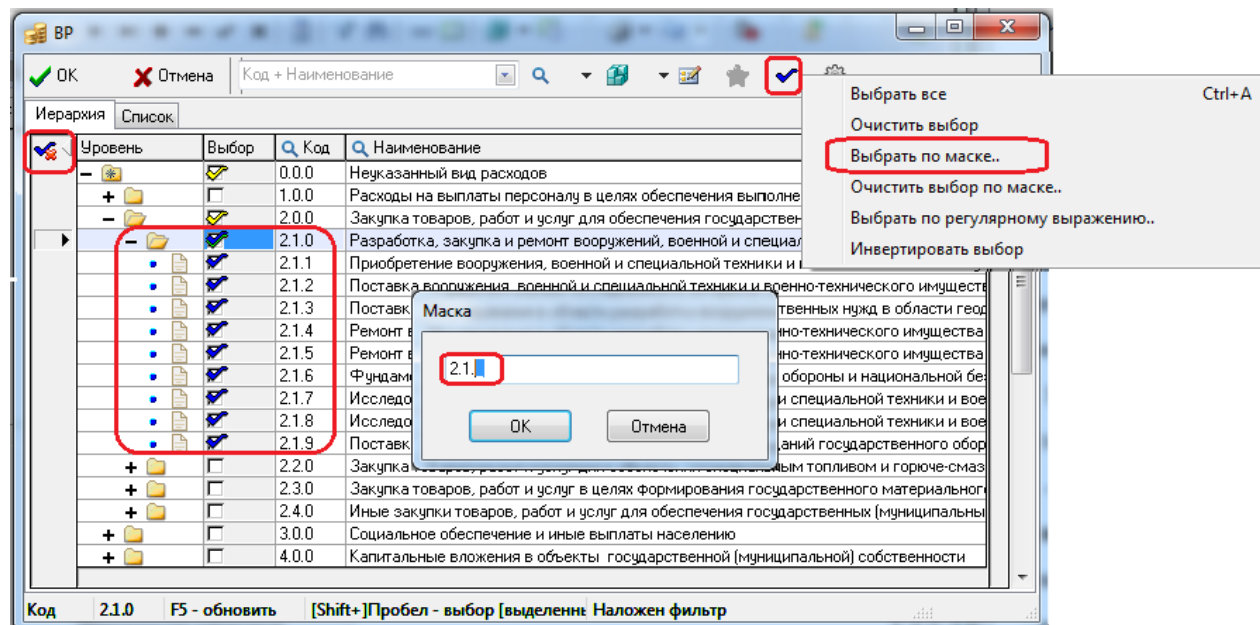 ВР
ОК Отмена Код + Наименование
Выбрать все Ctrl+A
Очистить выбор
Выбрать по маске..
Очистить выбор по маске..
Выбрать по регулярному выражению..
Инвертировать выбор
Иерархия Список
Уровень Выбор Код Наименование
0.0.0 Неуказанный вид расходов
1.0.0 Расходы на выплаты персоналу в целях обеспечения выполне
2.0.0 Закупка товаров, работ и услуг для обеспечения государствен
2.1.0 Разработка, закупка и ремонт вооружений, военной и специал
2.1.1 Приобретение вооружения, военной и специальной техники и
2.1.2 Поставка вооружения, военной и специальной техники и военно-технического имуществ
2.1.3 Поставк твенных нужд в области геод
2.1.4 Ремонт в нно-технического имущества
2.1.5 Ремонт в нно-технического имущества
2.1.6 Фундам обороны и национальной без
2.1.7 Исследо и специальной техники и вое
2.1.8 Исследо и специальной техники и вое
2.1.9 Поставк даний государственного обор
Маска
2.1.
ОК Отмена
2.2.0 Закупка ным топливом и горюче-смаз
2.3.0 Закупка товаров, работ и услуг в целях формирования государственного материальног
2.4.0 Иные закупки товаров, работ и услуг для обеспечения государственных (муниципальны
3.0.0 Социальное обеспечение и иные выплаты населению
4.0.0 Капитальные вложения в объекты государственной (муниципальной) собственности
Код 2.1.0 F5 - обновить [Shift+]Пробел - выбор [выделенны Наложен фильтр